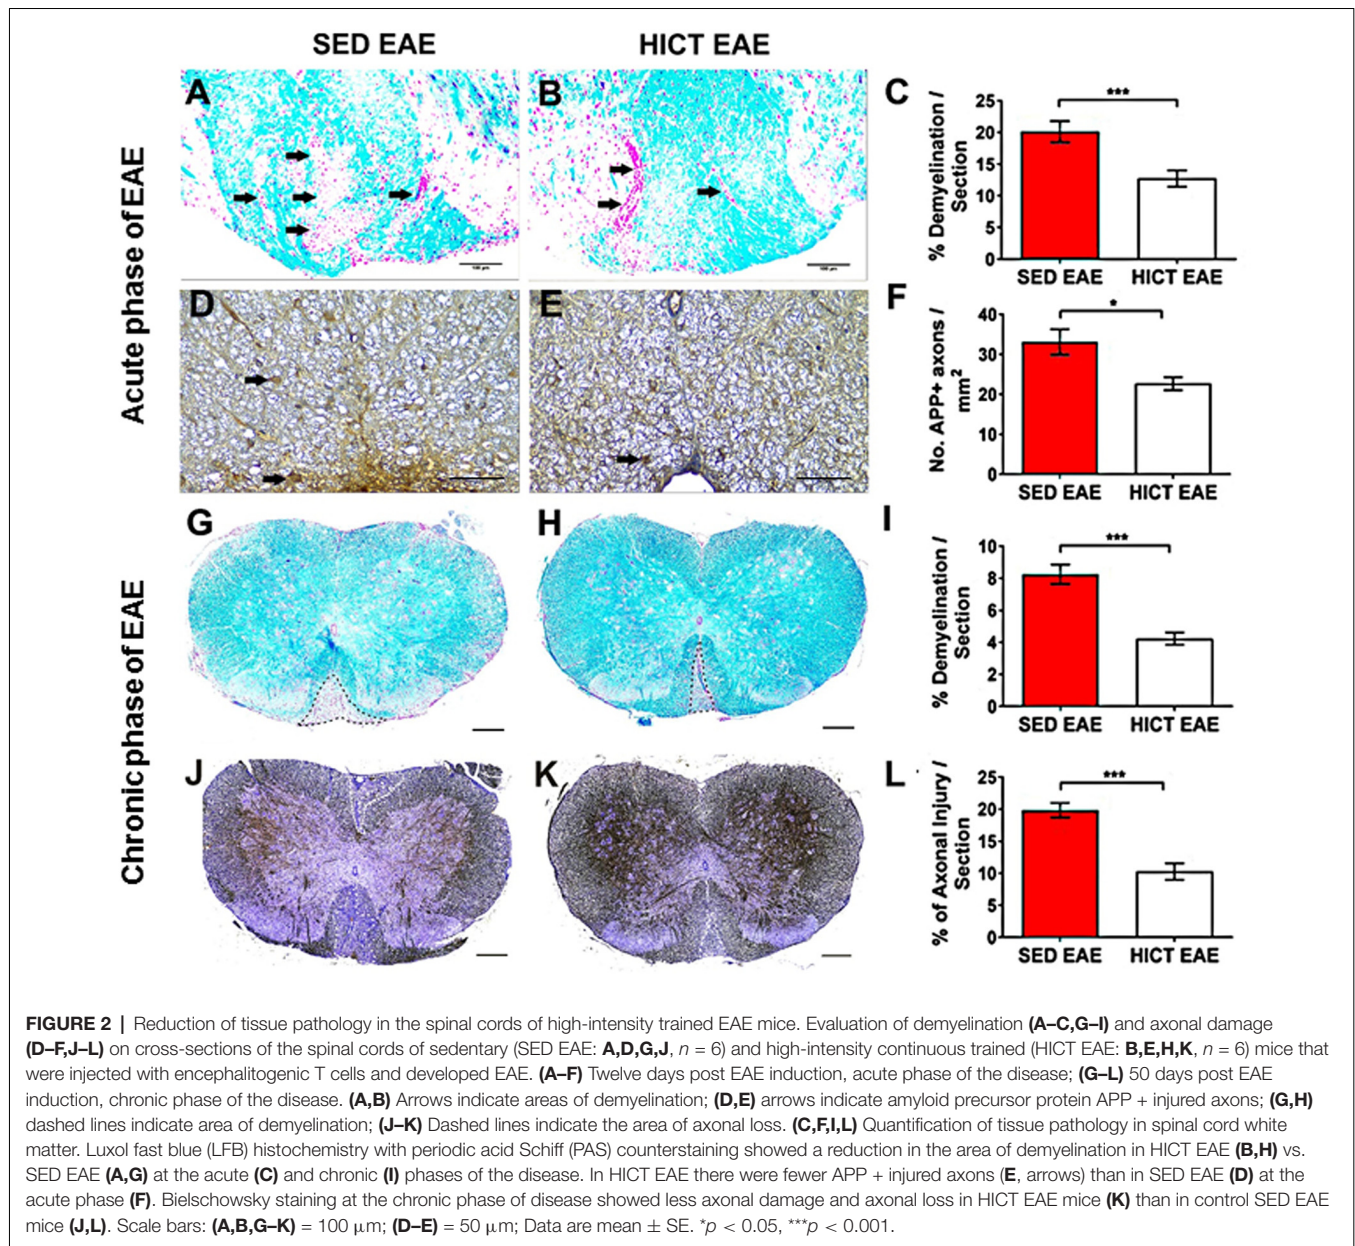 SED EAE
HICT EAE
Acute phase of EAE
A
B
C
% Demyelination /
Section
25
20
15
10
5
0
***
SED EAE
HICT EAE
100 µm
D
E
F
No. APP+ axons /
mm²
40
30
20
10
0
*
SED EAE
HICT EAE
Chronic phase of EAE
G
H
I
% Demyelination /
Section
10
8
6
4
2
0
***
SED EAE
HICT EAE
J
K
L
% of Axonal Injury /
Section
25
20
15
10
5
0
***
SED EAE
HICT EAE
FIGURE 2 | Reduction of tissue pathology in the spinal cords of high-intensity trained EAE mice. Evaluation of demyelination (A–C,G–I) and axonal damage
(D–F,J–L) on cross-sections of the spinal cords of sedentary (SED EAE: A,D,G,J, n = 6) and high-intensity continuous trained (HICT EAE: B,E,H,K, n = 6) mice that
were injected with encephalitogenic T cells and developed EAE. (A–F) Twelve days post EAE induction, acute phase of the disease; (G–L) 50 days post EAE
induction, chronic phase of the disease. (A,B) Arrows indicate areas of demyelination; (D,E) arrows indicate amyloid precursor protein APP + injured axons; (G,H)
dashed lines indicate area of demyelination; (J–K) Dashed lines indicate the area of axonal loss. (C,F,I,L) Quantification of tissue pathology in spinal cord white
matter. Luxol fast blue (LFB) histochemistry with periodic acid Schiff (PAS) counterstaining showed a reduction in the area of demyelination in HICT EAE (B,H) vs.
SED EAE (A,G) at the acute (C) and chronic (I) phases of the disease. In HICT EAE there were fewer APP + injured axons (E, arrows) than in SED EAE (D) at the
acute phase (F). Bielschowsky staining at the chronic phase of disease showed less axonal damage and axonal loss in HICT EAE mice (K) than in control SED EAE
mice (J,L). Scale bars: (A,B,G–K) = 100 µm; (D–E) = 50 µm; Data are mean ± SE. *p < 0.05, ***p < 0.001.